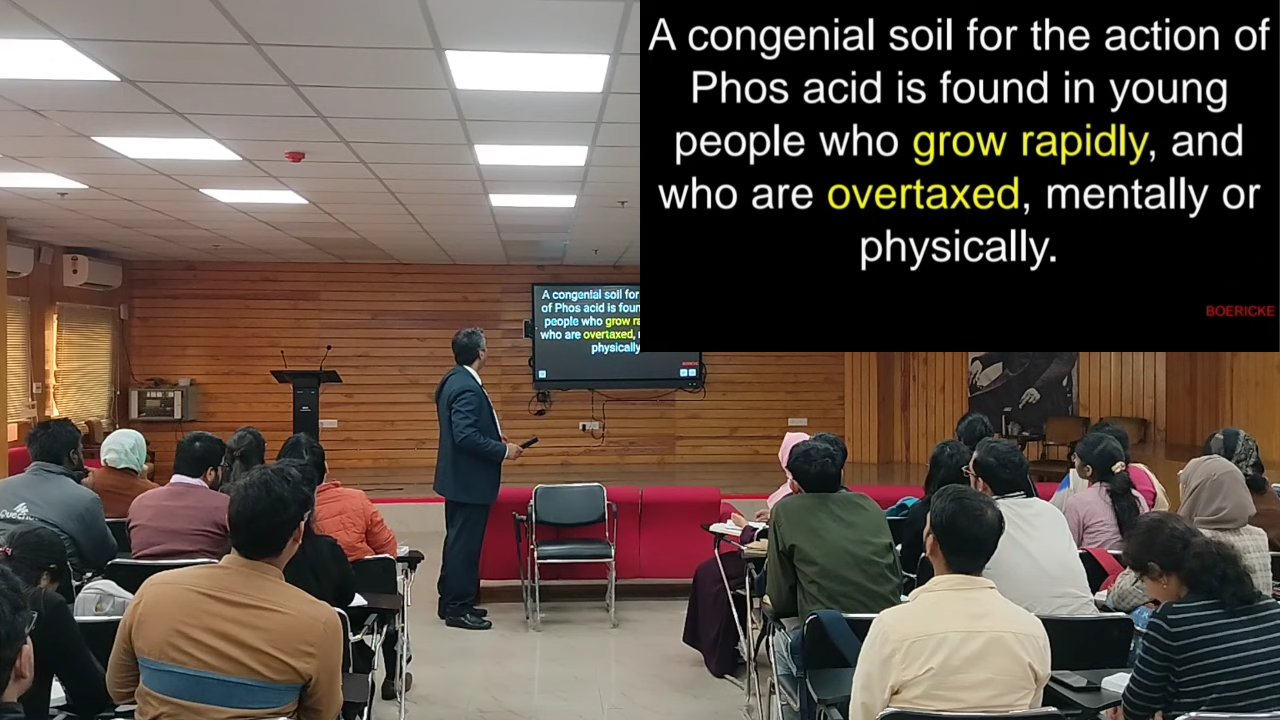 A congenial soil for the action of
Phos acid is found in young
people who grow rapidly, and
who are overtaxed, mentally or
physically.
BOERICKE
A congenial soil for
of Phos acid is foun
people who grow ra
who are overtaxed,
physically